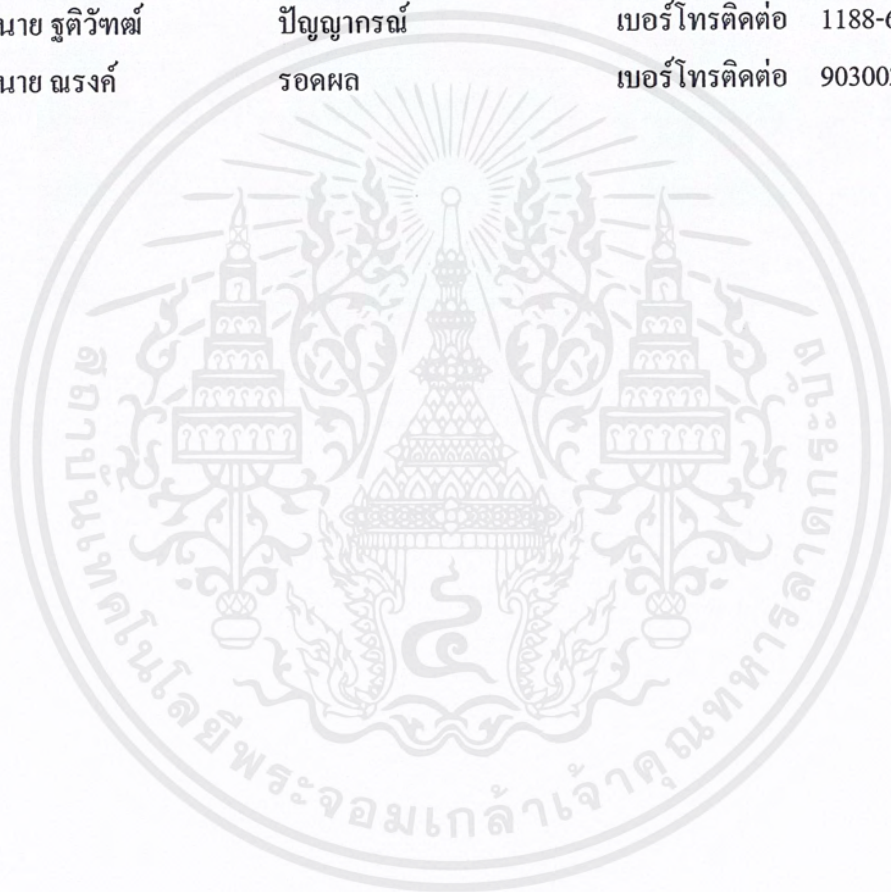 นาย ฐติวัฑฒ์ ปัญญากรณ์ เบอร์โทรติดต่อ 1188-6
นาย ณรงค์ รอดผล เบอร์โทรติดต่อ 90300
สถาบันเทคโนโลยีพระจอมเกล้าเจ้าคุณทหารลาดกระบัง